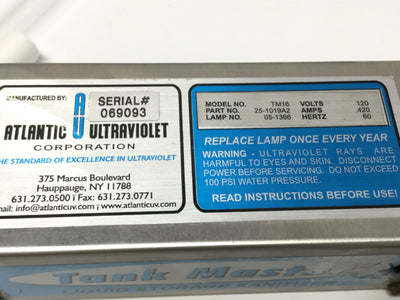 MANUFACTURED BY:
SERIAL#
069093
ATLANTIC ULTRAVIOLET
CORPORATION
THE STANDARD OF EXCELLENCE IN ULTRAVIOLET
375 Marcus Boulevard
Hauppauge, NY 11788
631.273.0500 i Fax: 631.273.0771
info@atlanticuv.com i www.atlanticuv.com
MODEL NO. TM16 VOLTS 120
PART NO. 25-1019A2 AMPS .420
LAMP NO. 05-1368 HERTZ 60
REPLACE LAMP ONCE EVERY YEAR
WARNING - ULTRAVIOLET RAYS ARE
HARMFUL TO EYES AND SKIN. DISCONNECT
POWER BEFORE SERVICING. DO NOT EXCEED
100 PSI WATER PRESSURE.
READ INSTRUCTIONS BEFORE USE!
Tank Mast
LIQUID STORAGE SANITIZER